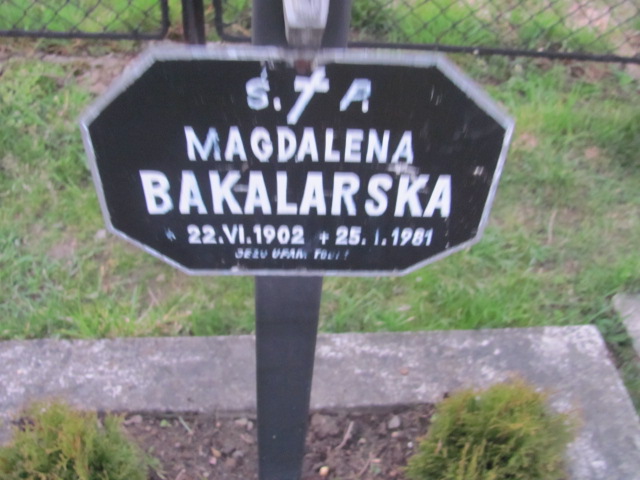 Ś. † P.
MAGDALENA
BAKALARSKA
* 22.VI.1902 + 25.I.1981